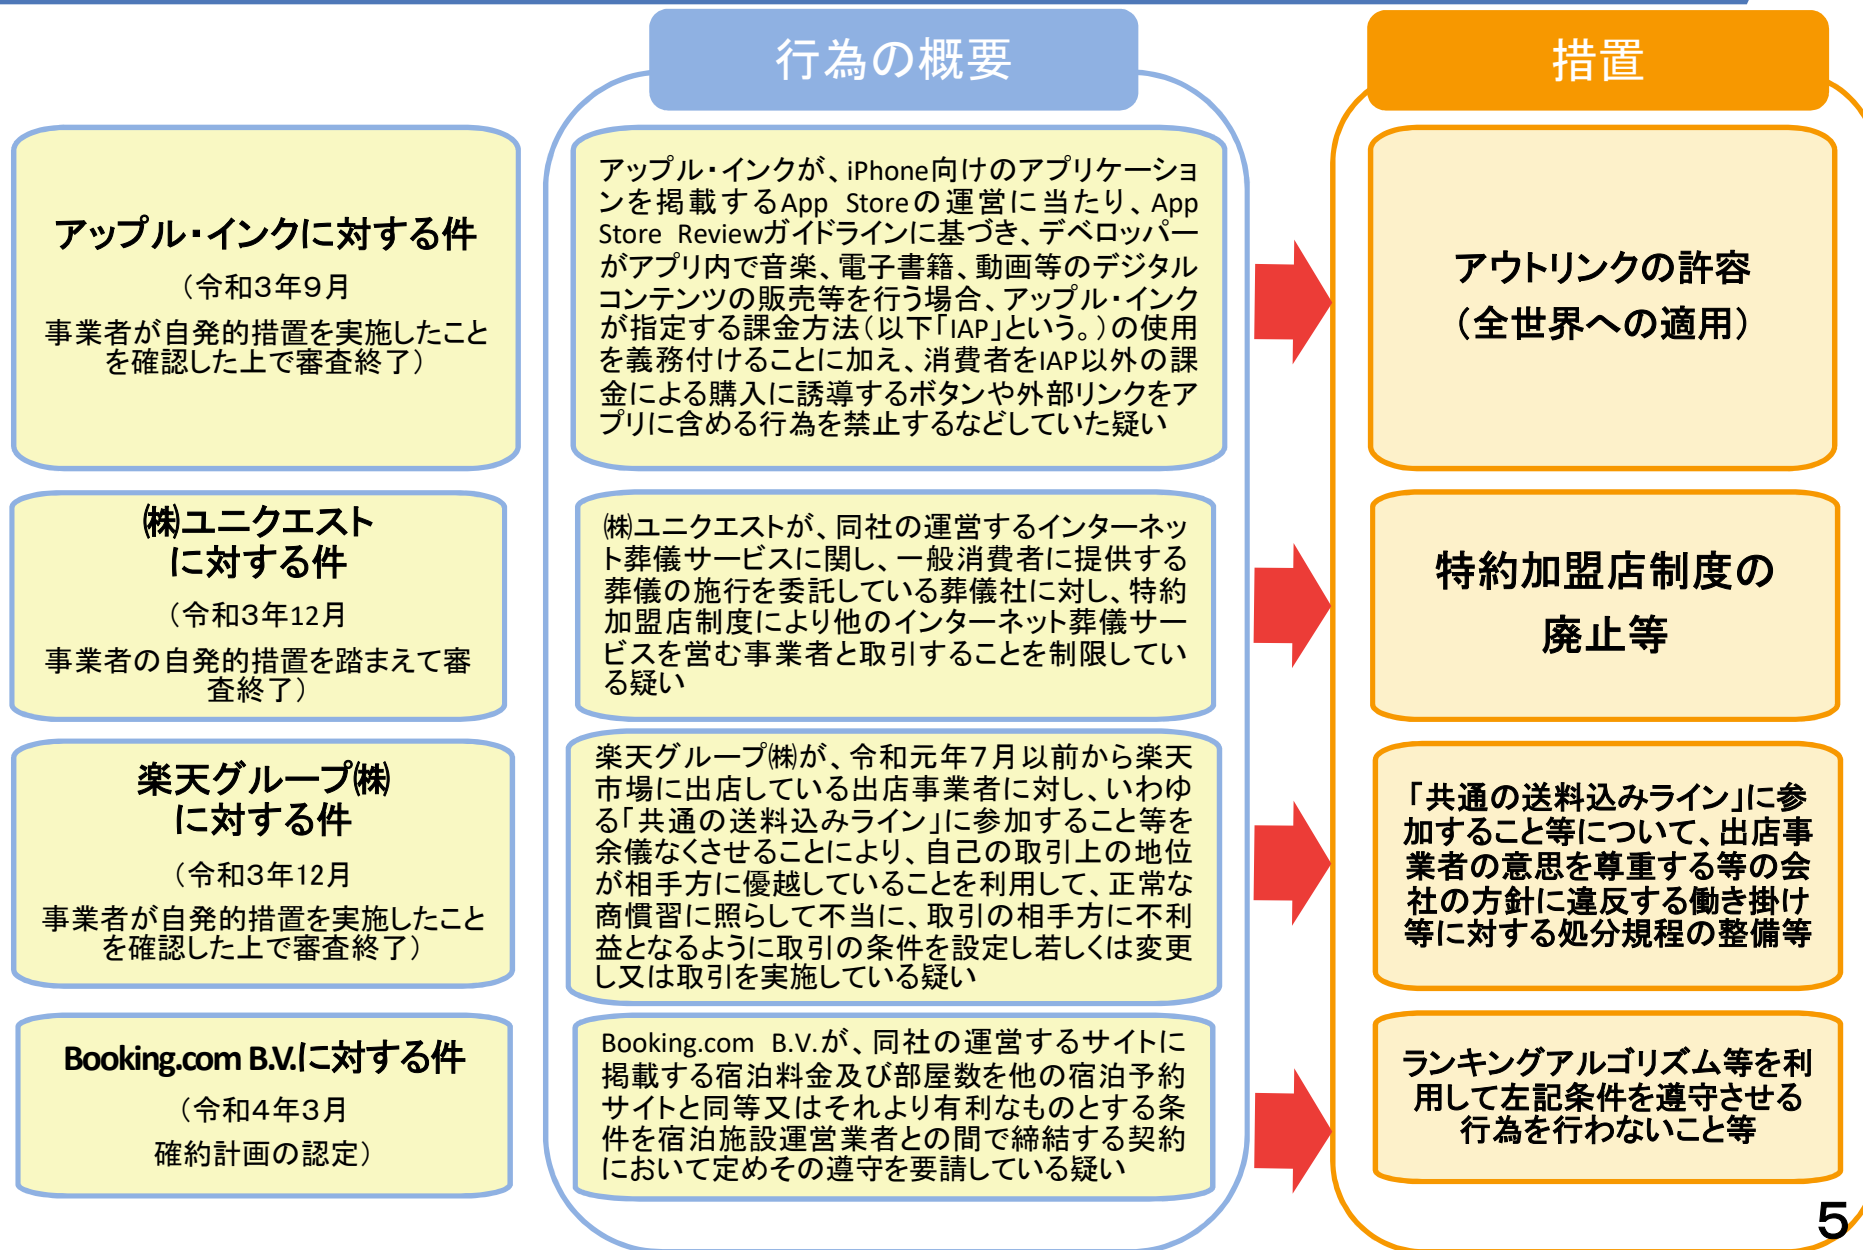 行為の概要
措置
アップル・インクに対する件
（令和3年9月
事業者が自発的措置を実施したこと
を確認した上で審査終了）
アップル・インクが、iPhone向けのアプリケーショ
ンを掲載するApp Storeの運営に当たり、App
Store Reviewガイドラインに基づき、デベロッパー
がアプリ内で音楽、電子書籍、動画等のデジタル
コンテンツの販売等を行う場合、アップル・インク
が指定する課金方法（以下「IAP」という。）の使用
を義務付けることに加え、消費者をIAP以外の課
金による購入に誘導するボタンや外部リンクをア
プリに含める行為を禁止するなどしていた疑い
アウトリンクの許容
（全世界への適用）
㈱ユニクエスト
に対する件
（令和3年12月
事業者の自発的措置を踏まえて審
査終了）
㈱ユニクエストが、同社の運営するインターネッ
ト葬儀サービスに関し、一般消費者に提供する
葬儀の施行を委託している葬儀社に対し、特約
加盟店制度により他のインターネット葬儀サー
ビスを営む事業者と取引することを制限してい
る疑い
特約加盟店制度の
廃止等
楽天グループ㈱
に対する件
（令和3年12月
事業者が自発的措置を実施したこと
を確認した上で審査終了）
楽天グループ㈱が、令和元年7月以前から楽天
市場に出店している出店事業者に対し、いわゆ
る「共通の送料込みライン」に参加すること等を
余儀なくさせることにより、自己の取引上の地位
が相手方に優越していることを利用して、正常な
商慣習に照らして不当に、取引の相手方に不利
益となるように取引の条件を設定し若しくは変更
し又は取引を実施している疑い
「共通の送料込みライン」に参
加すること等について、出店事
業者の意思を尊重する等の会
社の方針に違反する働き掛け
等に対する処分規程の整備等
Booking.com B.V.に対する件
（令和4年3月
確約計画の認定）
Booking.com B.V.が、同社の運営するサイトに
掲載する宿泊料金及び部屋数を他の宿泊予約
サイトと同等又はそれより有利なものとする条
件を宿泊施設運営業者との間で締結する契約
において定めその遵守を要請している疑い
ランキングアルゴリズム等を利
用して左記条件を遵守させる
行為を行わないこと等
5